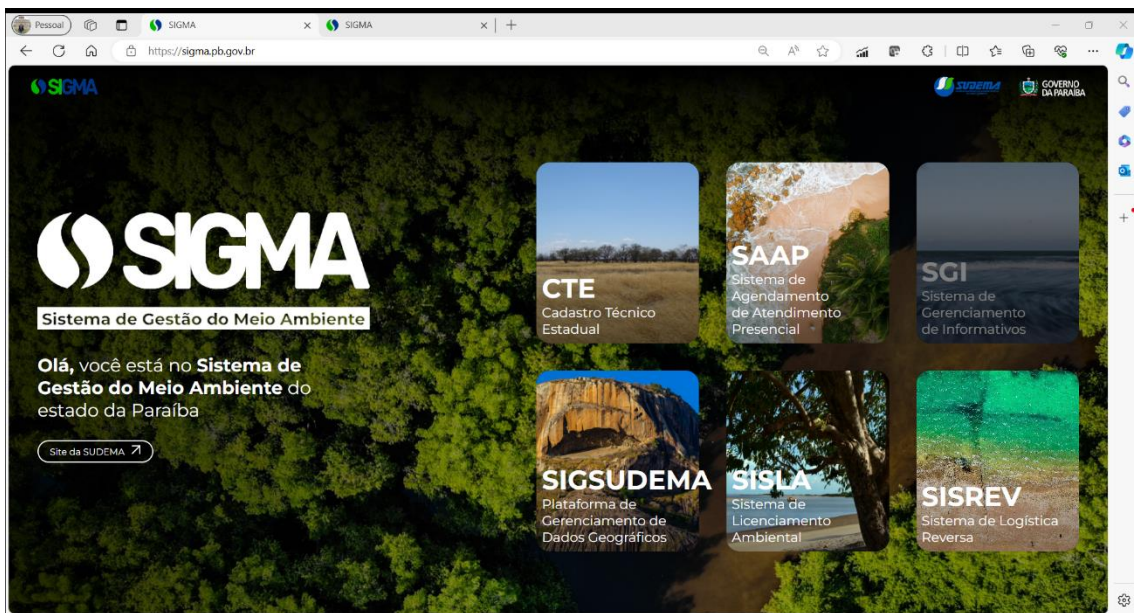 Pessoal
SIGMA
SIGMA
https://sigma.pb.gov.br
SIGMA
SUDEMA
GOVERNO
DA PARAÍBA
SIGMA
Sistema de Gestão do Meio Ambiente
Olá, você está no Sistema de
Gestão do Meio Ambiente do
estado da Paraíba
Site da SUDEMA
CTE
Cadastro Técnico
Estadual
SAAP
Sistema de
Agendamento
de Atendimento
Presencial
SGI
Sistema de
Gerenciamento
de Informativos
SIGSUDEMA
Plataforma de
Gerenciamento de
Dados Geográficos
SISLA
Sistema de
Licenciamento
Ambiental
SISREV
Sistema de Logística
Reversa